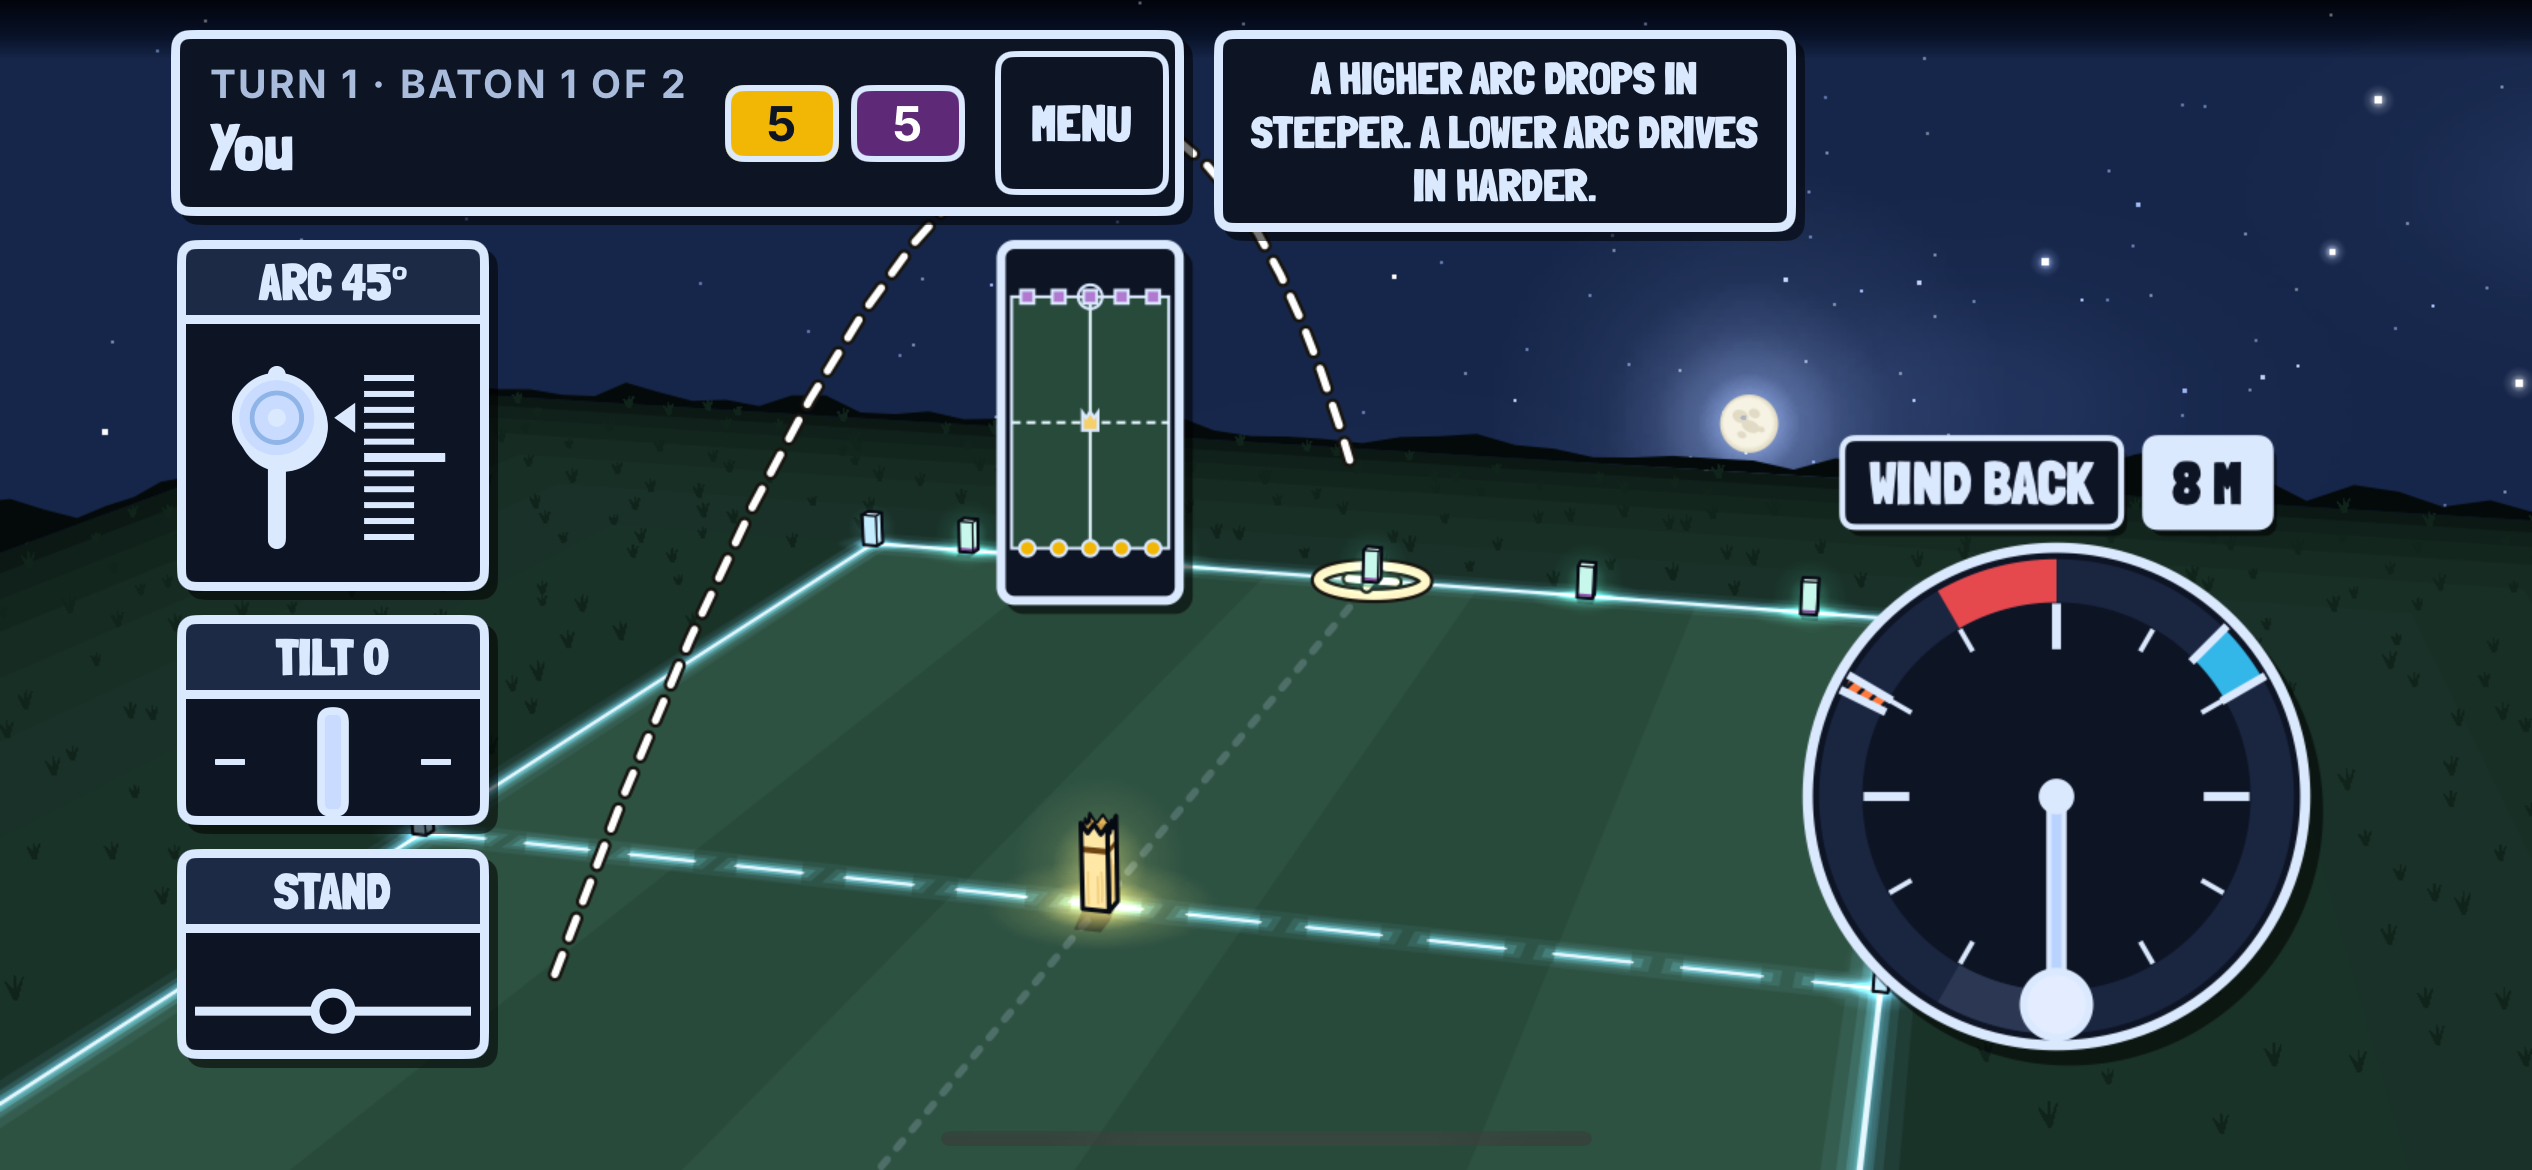 TURN 1 · BATON 1 OF 2
You
5
5
MENU
A HIGHER ARC DROPS IN
STEEPER. A LOWER ARC DRIVES
IN HARDER.
ARC 45°
TILT 0
STAND
WIND BACK
8 M